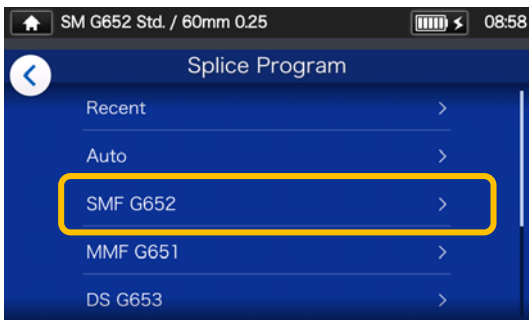 SM G652 Std. / 60mm 0.25 08:58
Splice Program
Recent
Auto
SMF G652
MMF G651
DS G653